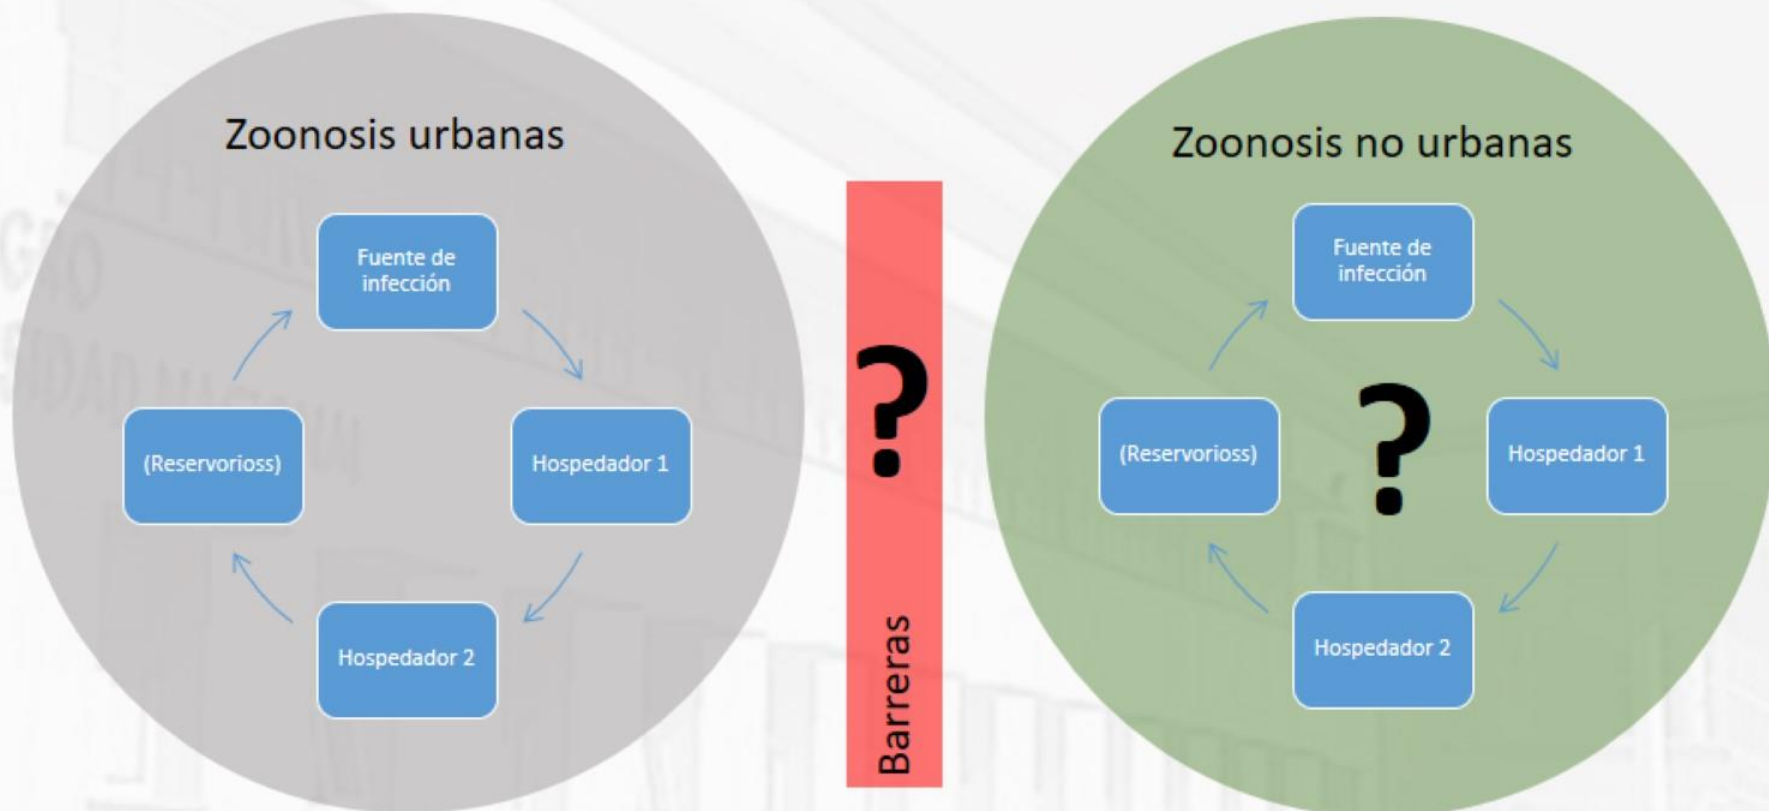 Zoonosis urbanas
Fuente de
infección
(Reservorioss)
Hospedador 1
Hospedador 2
?
Barreras
Zoonosis no urbanas
Fuente de
infección
(Reservorioss)
?
Hospedador 1
Hospedador 2